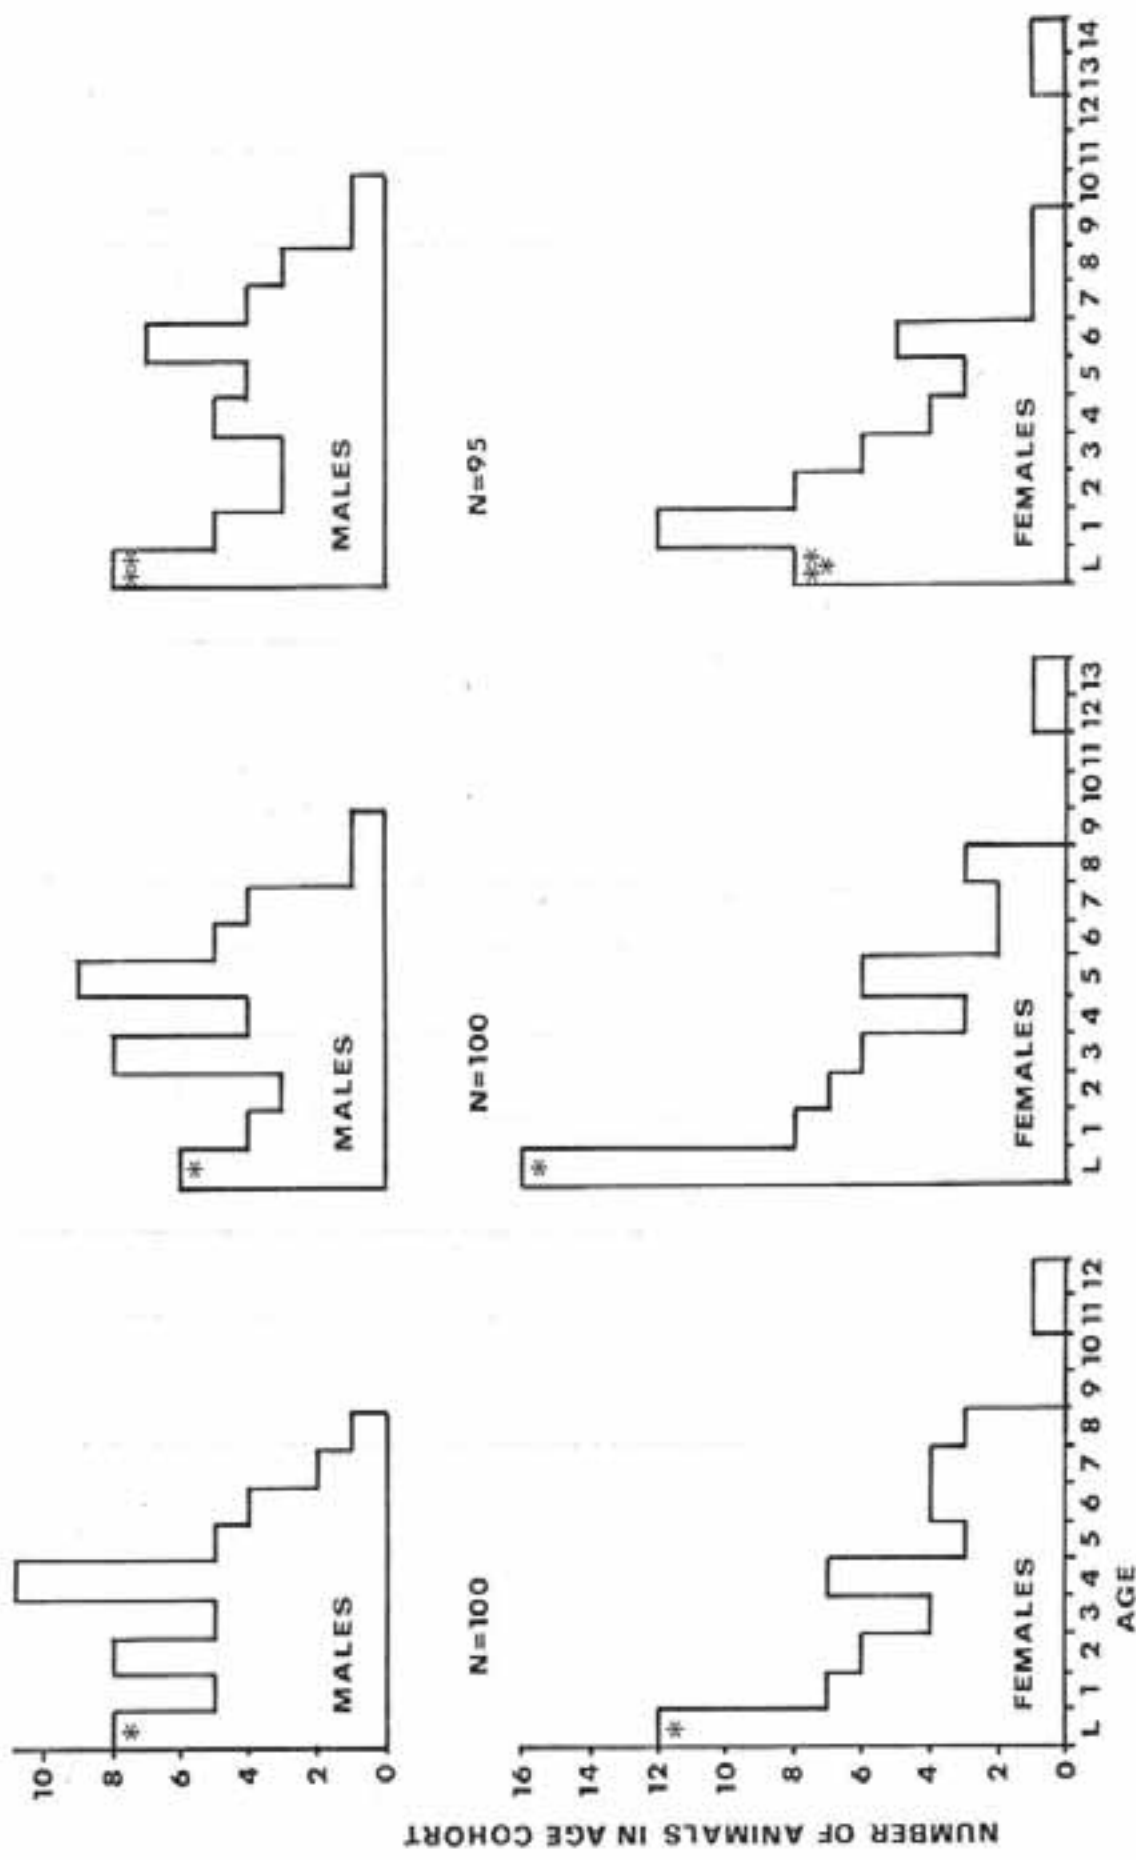 NUMBER OF ANIMALS IN AGE COHORT
10
8
6
4
2
0
*
MALES
*
MALES
**
MALES
N=100
N=100
N=95
16
14
12
10
8
6
4
2
0
*
FEMALES
*
FEMALES
***
FEMALES
L 1 2 3 4 5 6 7 8 9 10 11 12
L 1 2 3 4 5 6 7 8 9 10 11 12 13
L 1 2 3 4 5 6 7 8 9 10 11 12 13 14
AGE